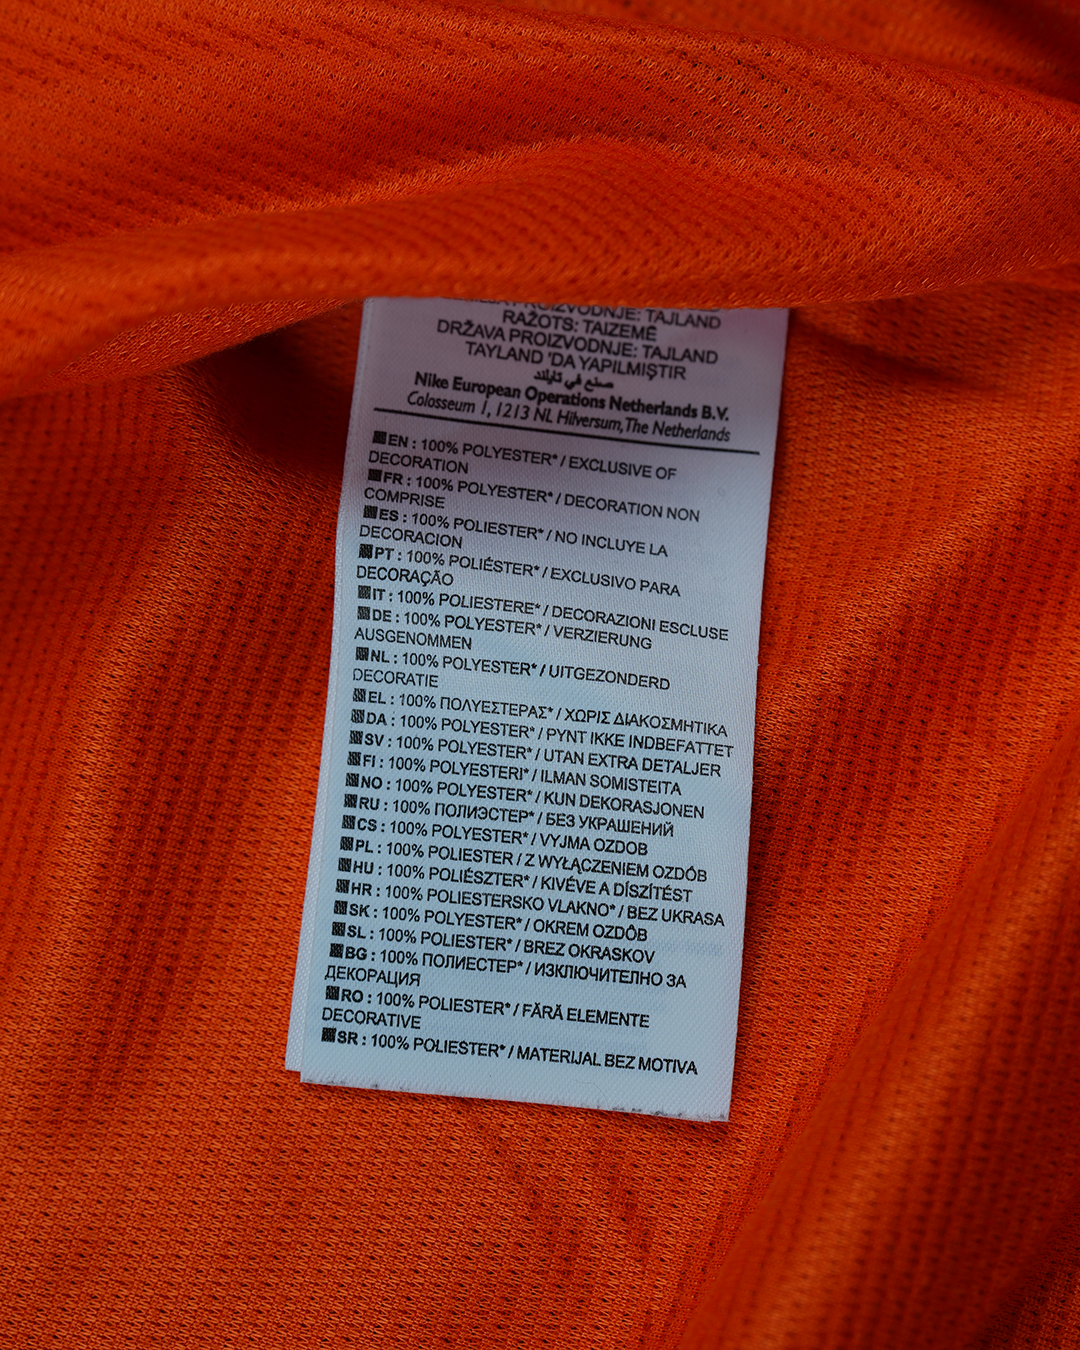 PROIZVODNJE: TAJLAND
RAŽOTS: TAIZEMĒ
DRŽAVA PROIZVODNJE: TAJLAND
TAYLAND 'DA YAPILMIŞTIR
صنع في تايلاند
Nike European Operations Netherlands B.V.
Colosseum 1, 1213 NL Hilversum, The Netherlands
EN : 100% POLYESTER* / EXCLUSIVE OF
DECORATION
FR : 100% POLYESTER* / DECORATION NON
COMPRISE
ES : 100% POLIESTER* / NO INCLUYE LA
DECORACION
PT : 100% POLIÉSTER* / EXCLUSIVO PARA
DECORAÇÃO
IT : 100% POLIESTERE* / DECORAZIONI ESCLUSE
DE : 100% POLYESTER* / VERZIERUNG
AUSGENOMMEN
NL : 100% POLYESTER* / UITGEZONDERD
DECORATIE
EL : 100% ΠΟΛΥΕΣΤΕΡΑΣ* / ΧΩΡΙΣ ΔΙΑΚΟΣΜΗΤΙΚΑ
DA : 100% POLYESTER* / PYNT IKKE INDBEFATTET
SV : 100% POLYESTER* / UTAN EXTRA DETALJER
FI : 100% POLYESTERI* / ILMAN SOMISTEITA
NO : 100% POLYESTER* / KUN DEKORASJONEN
RU : 100% ПОЛИЭСТЕР* / БЕЗ УКРАШЕНИЙ
CS : 100% POLYESTER* / VYJMA OZDOB
PL : 100% POLIESTER / Z WYŁĄCZENIEM OZDÓB
HU : 100% POLIÉSZTER* / KIVÉVE A DÍSZÍTÉST
HR : 100% POLIESTERSKO VLAKNO* / BEZ UKRASA
SK : 100% POLYESTER* / OKREM OZDÔB
SL : 100% POLIESTER* / BREZ OKRASKOV
BG : 100% ПОЛИЕСТЕР* / ИЗКЛЮЧИТЕЛНО ЗА
ДЕКОРАЦИЯ
RO : 100% POLIESTER* / FĂRĂ ELEMENTE
DECORATIVE
SR : 100% POLIESTER* / MATERIJAL BEZ MOTIVA